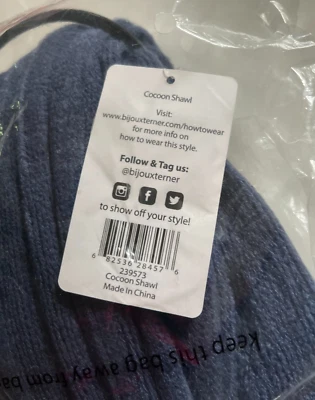 Cocoon Shawl
Visit:
www.bijouxterner.com/howtowear
for more info on
how to wear this style.
Follow & Tag us:
@bijouxterner
to show off your style!
6 82536 28457 6
239573
Cocoon Shawl
Made In China
Keep this bag away from ba